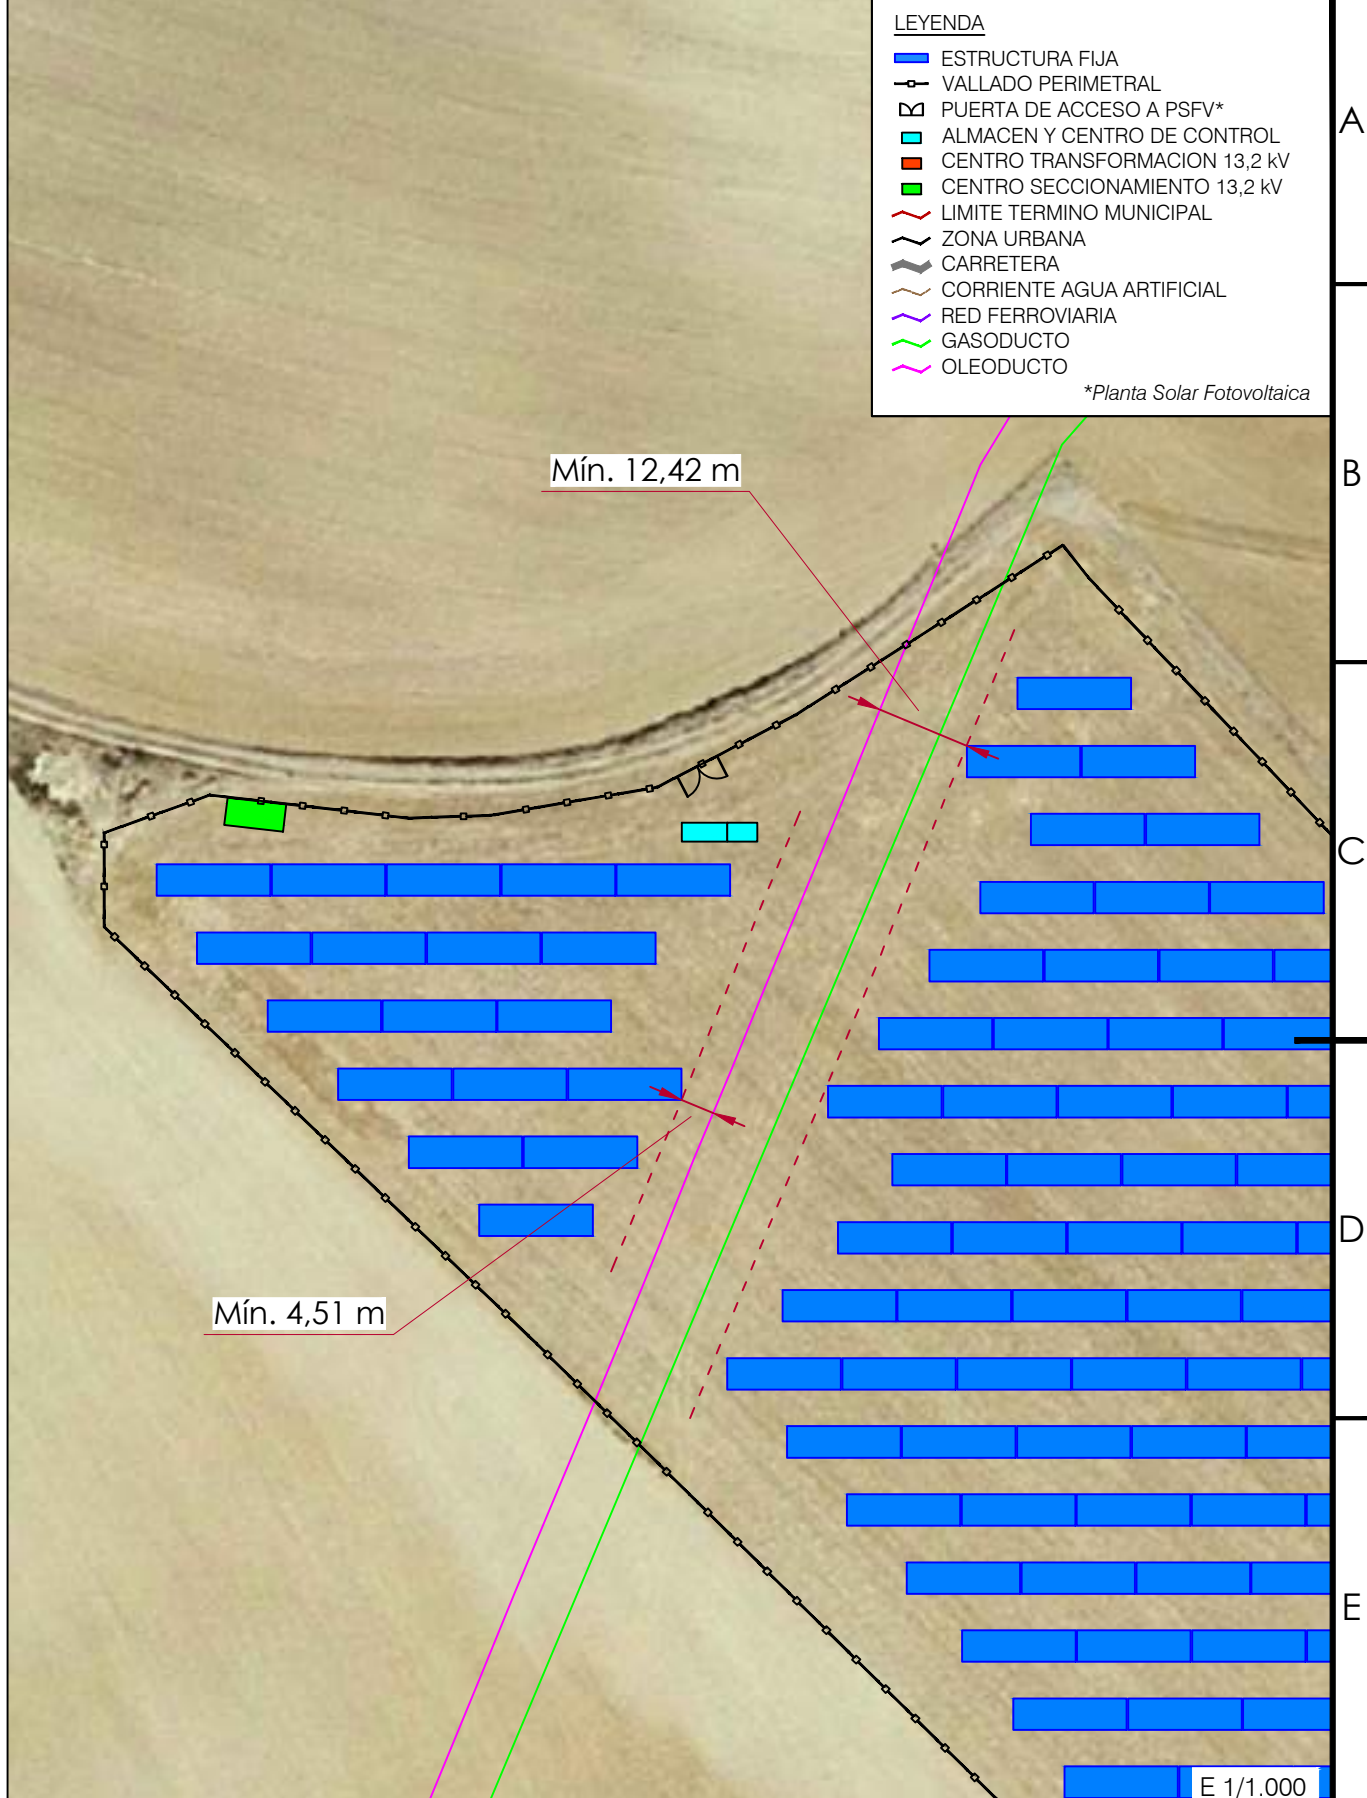 LEYENDA
ESTRUCTURA FIJA
VALLADO PERIMETRAL
PUERTA DE ACCESO A PSFV*
ALMACEN Y CENTRO DE CONTROL
CENTRO TRANSFORMACION 13,2 kV
CENTRO SECCIONAMIENTO 13,2 kV
LIMITE TERMINO MUNICIPAL
ZONA URBANA
CARRETERA
CORRIENTE AGUA ARTIFICIAL
RED FERROVIARIA
GASODUCTO
OLEODUCTO
*Planta Solar Fotovoltaica
A
B
Mín. 12,42 m
C
D
Mín. 4,51 m
E
E 1/1.000